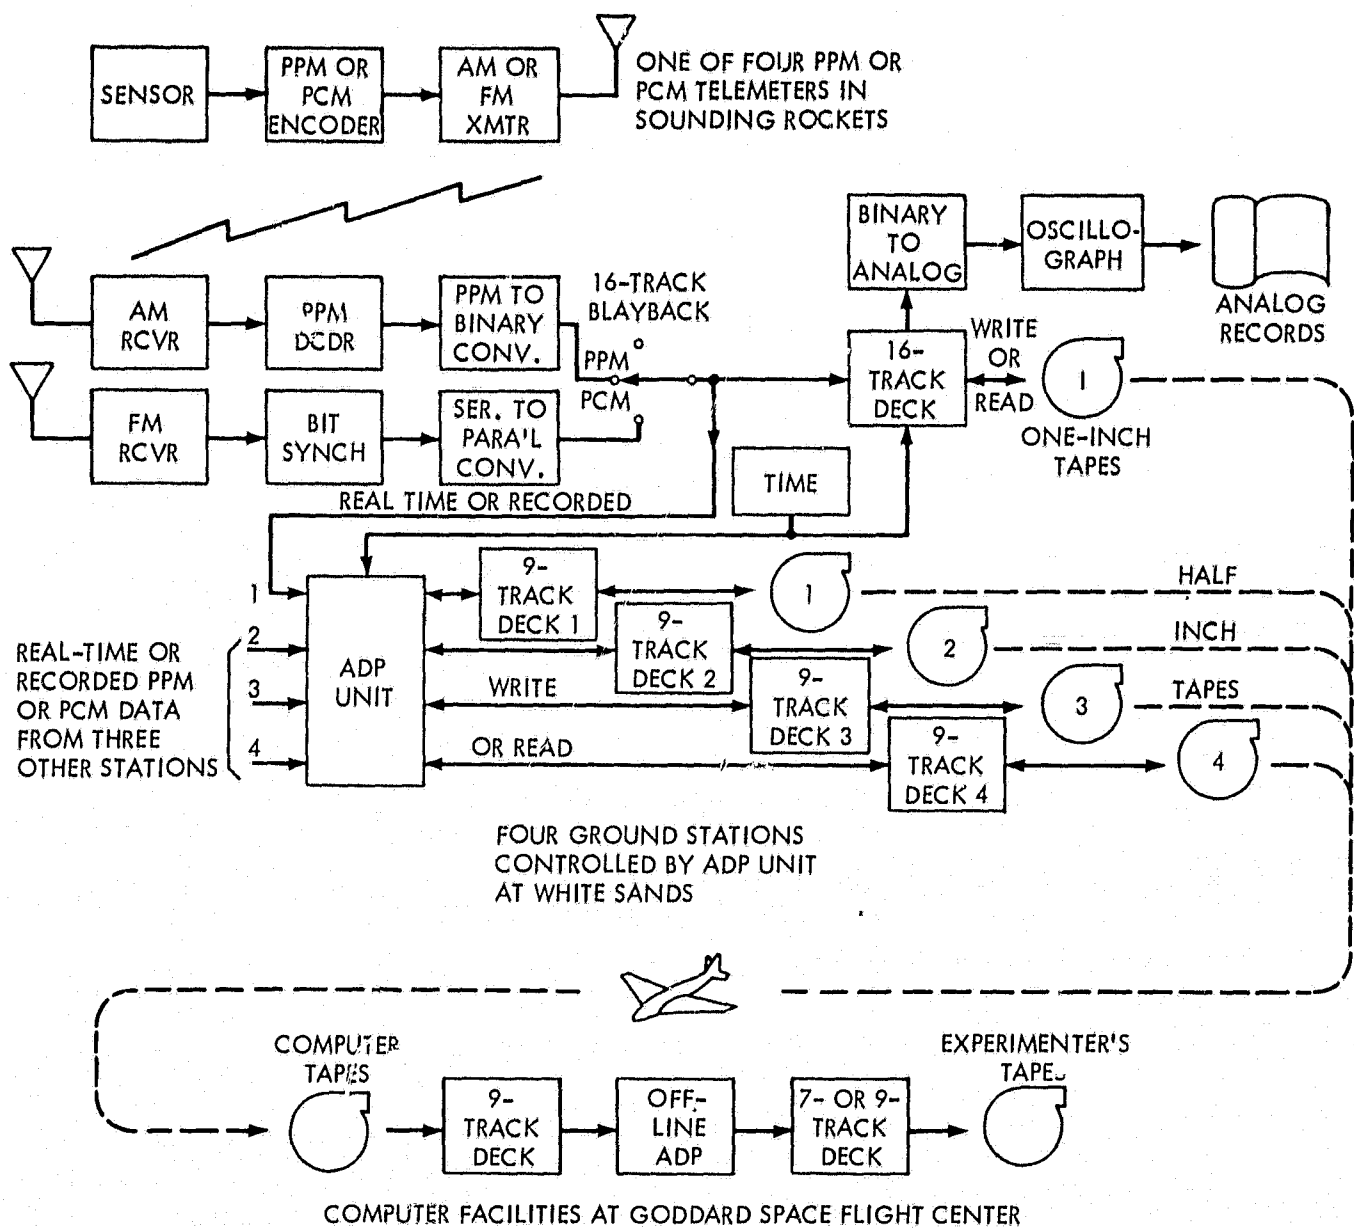 SENSOR
PPM OR
PCM
ENCODER
AM OR
FM
XMTR
ONE OF FOUR PPM OR
PCM TELEMETERS IN
SOUNDING ROCKETS
AM
RCVR
PPM
DCDR
PPM TO
BINARY
CONV.
16-TRACK
BLAYBACK
PPM
PCM
FM
RCVR
BIT
SYNCH
SER. TO
PARA'L
CONV.
BINARY
TO
ANALOG
OSCILLO-
GRAPH
ANALOG
RECORDS
16-
TRACK
DECK
WRITE
OR
READ
1
ONE-INCH
TAPES
TIME
REAL TIME OR RECORDED
1
2
3
4
REAL-TIME OR
RECORDED PPM
OR PCM DATA
FROM THREE
OTHER STATIONS
ADP
UNIT
9-
TRACK
DECK 1
1
HALF
9-
TRACK
DECK 2
2
INCH
WRITE
9-
TRACK
DECK 3
3
TAPES
OR READ
9-
TRACK
DECK 4
4
FOUR GROUND STATIONS
CONTROLLED BY ADP UNIT
AT WHITE SANDS
COMPUTER
TAPES
9-
TRACK
DECK
OFF-
LINE
ADP
7- OR 9-
TRACK
DECK
EXPERIMENTER'S
TAPES
COMPUTER FACILITIES AT GODDARD SPACE FLIGHT CENTER